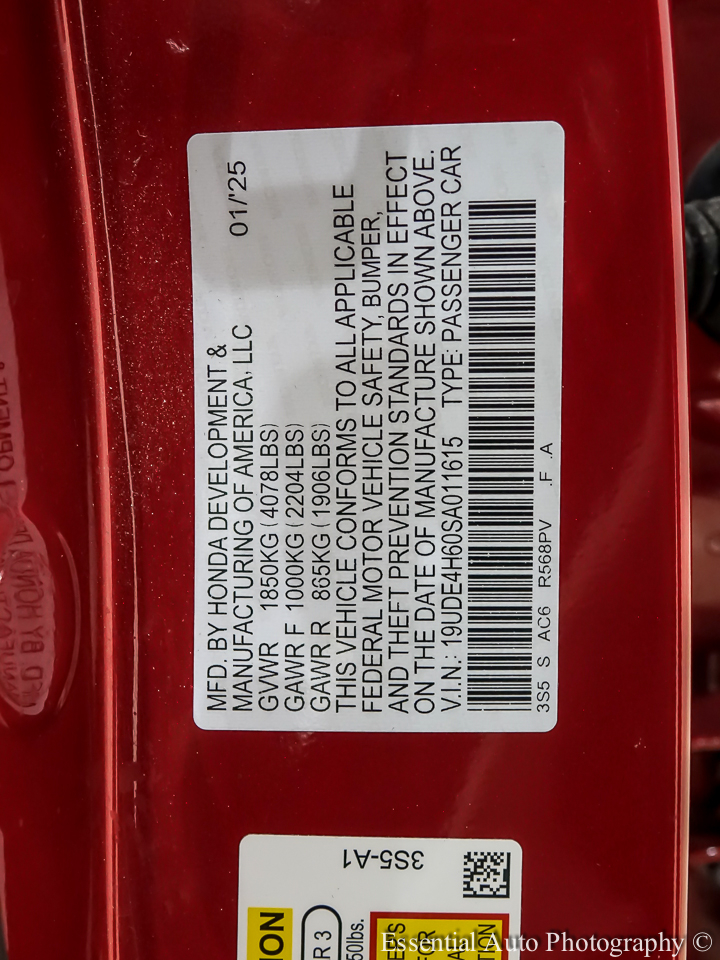 MFD. BY HONDA DEVELOPMENT &
MANUFACTURING OF AMERICA, LLC 01/'25
GVWR 1850KG (4078LBS)
GAWR F 1000KG (2204LBS)
GAWR R 865KG (1906LBS)
THIS VEHICLE CONFORMS TO ALL APPLICABLE
FEDERAL MOTOR VEHICLE SAFETY, BUMPER,
AND THEFT PREVENTION STANDARDS IN EFFECT
ON THE DATE OF MANUFACTURE SHOWN ABOVE.
V.I.N.: 19UDE4H60SA011615 TYPE: PASSENGER CAR
3S5 S AC6 R568PV .F .A
3S5-A1
Essential Auto Photography ©